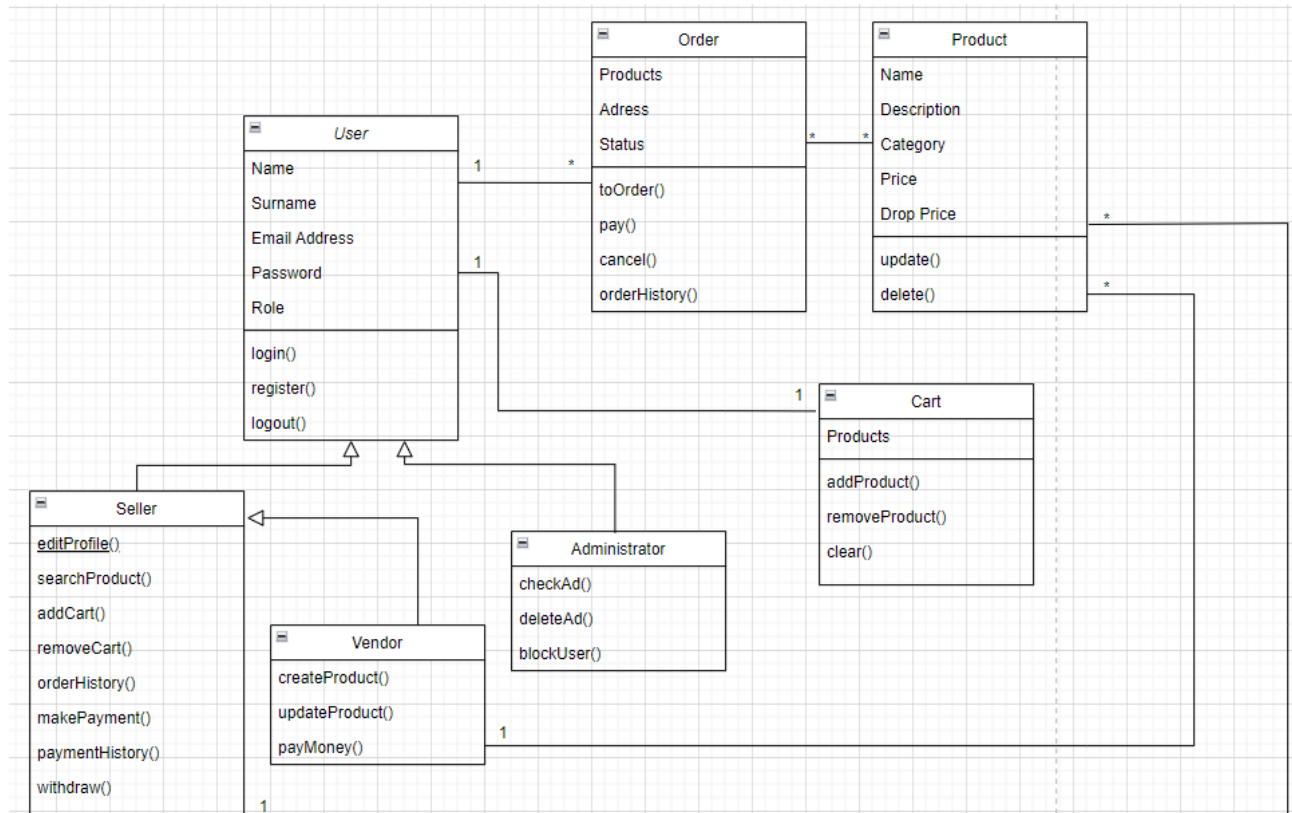 Order
Products
Adress
Status
toOrder()
pay()
cancel()
orderHistory()
Product
Name
Description
Category
Price
Drop Price
update()
delete()
User
Name
Surname
Email Address
Password
Role
login()
register()
logout()
1
*
*
*
*
*
1
1
Cart
Products
addProduct()
removeProduct()
clear()
Seller
editProfile()
searchProduct()
addCart()
removeCart()
orderHistory()
makePayment()
paymentHistory()
withdraw()
1
Vendor
createProduct()
updateProduct()
payMoney()
1
Administrator
checkAd()
deleteAd()
blockUser()